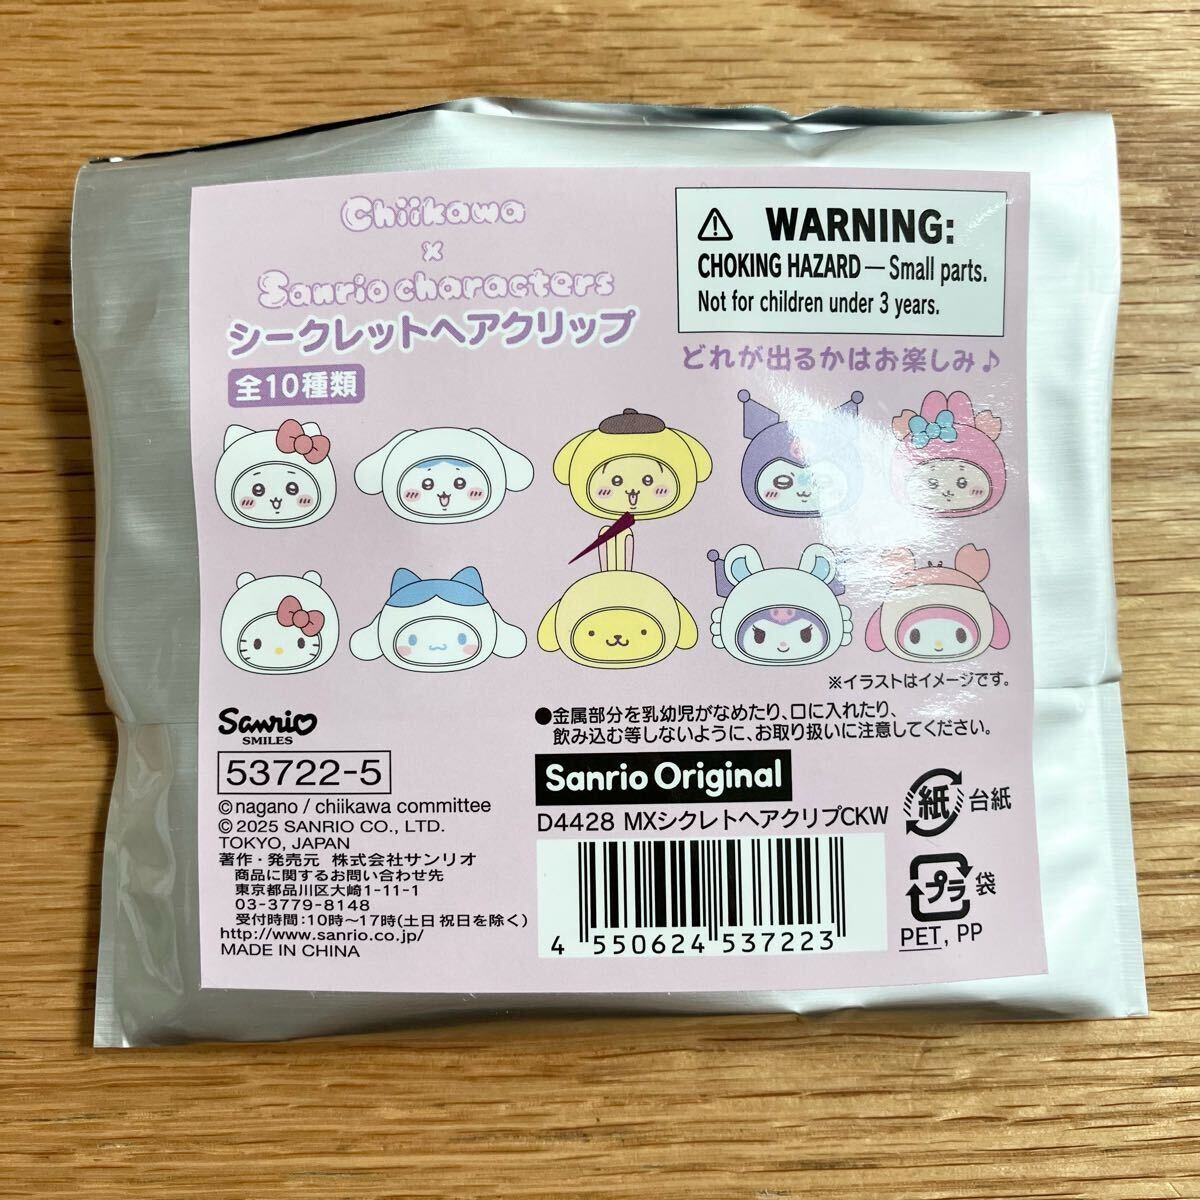 Chiikawa
×
Sanrio characters
シークレットヘアクリップ
全10種類
⚠ WARNING:
CHOKING HAZARD — Small parts.
Not for children under 3 years.
どれが出るかはお楽しみ♪
※イラストはイメージです。
Sanrio
SMILES
53722-5
©nagano / chiikawa committee
© 2025 SANRIO CO., LTD.
TOKYO, JAPAN
著作・発売元 株式会社サンリオ
商品に関するお問い合わせ先
東京都品川区大崎1-11-1
03-3779-8148
受付時間:10時〜17時(土日祝日を除く)
http://www.sanrio.co.jp/
MADE IN CHINA
●金属部分を乳幼児がなめたり、口に入れたり、
飲み込む等しないように、お取り扱いに注意してください。
Sanrio Original
D4428 MXシクレトヘアクリプCKW
4 550624 537223
紙 台紙
プラ 袋
PET, PP